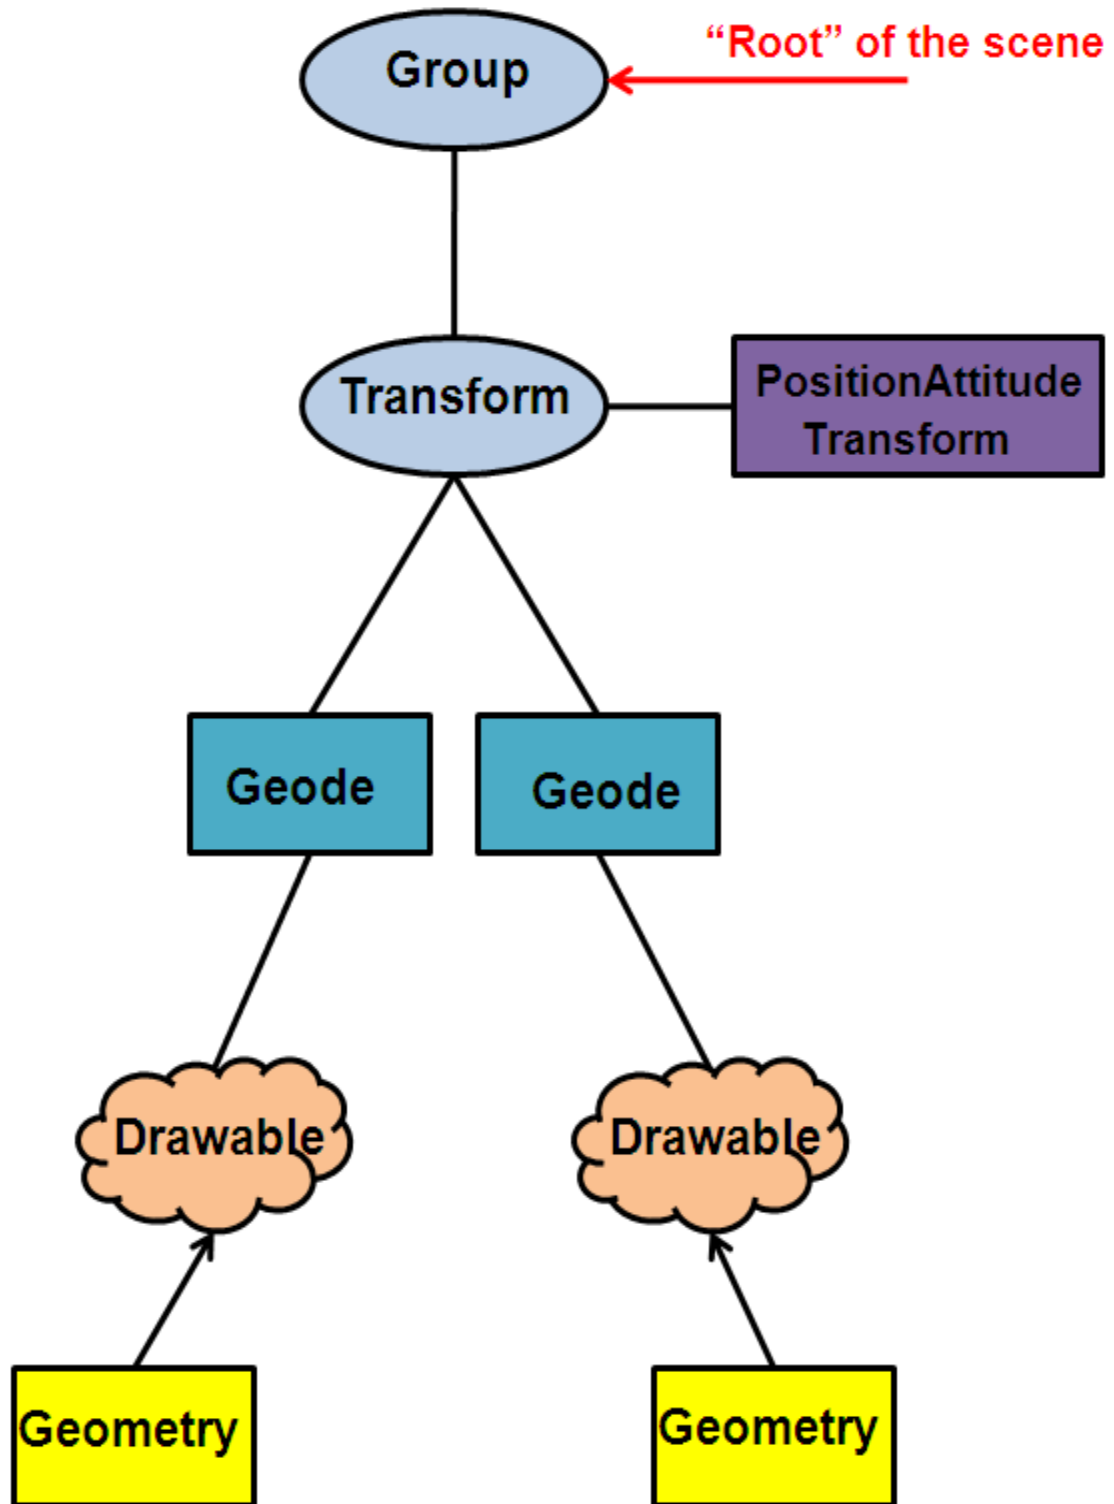 Group
“Root” of the scene
Transform
PositionAttitude
Transform
Geode
Geode
Drawable
Drawable
Geometry
Geometry